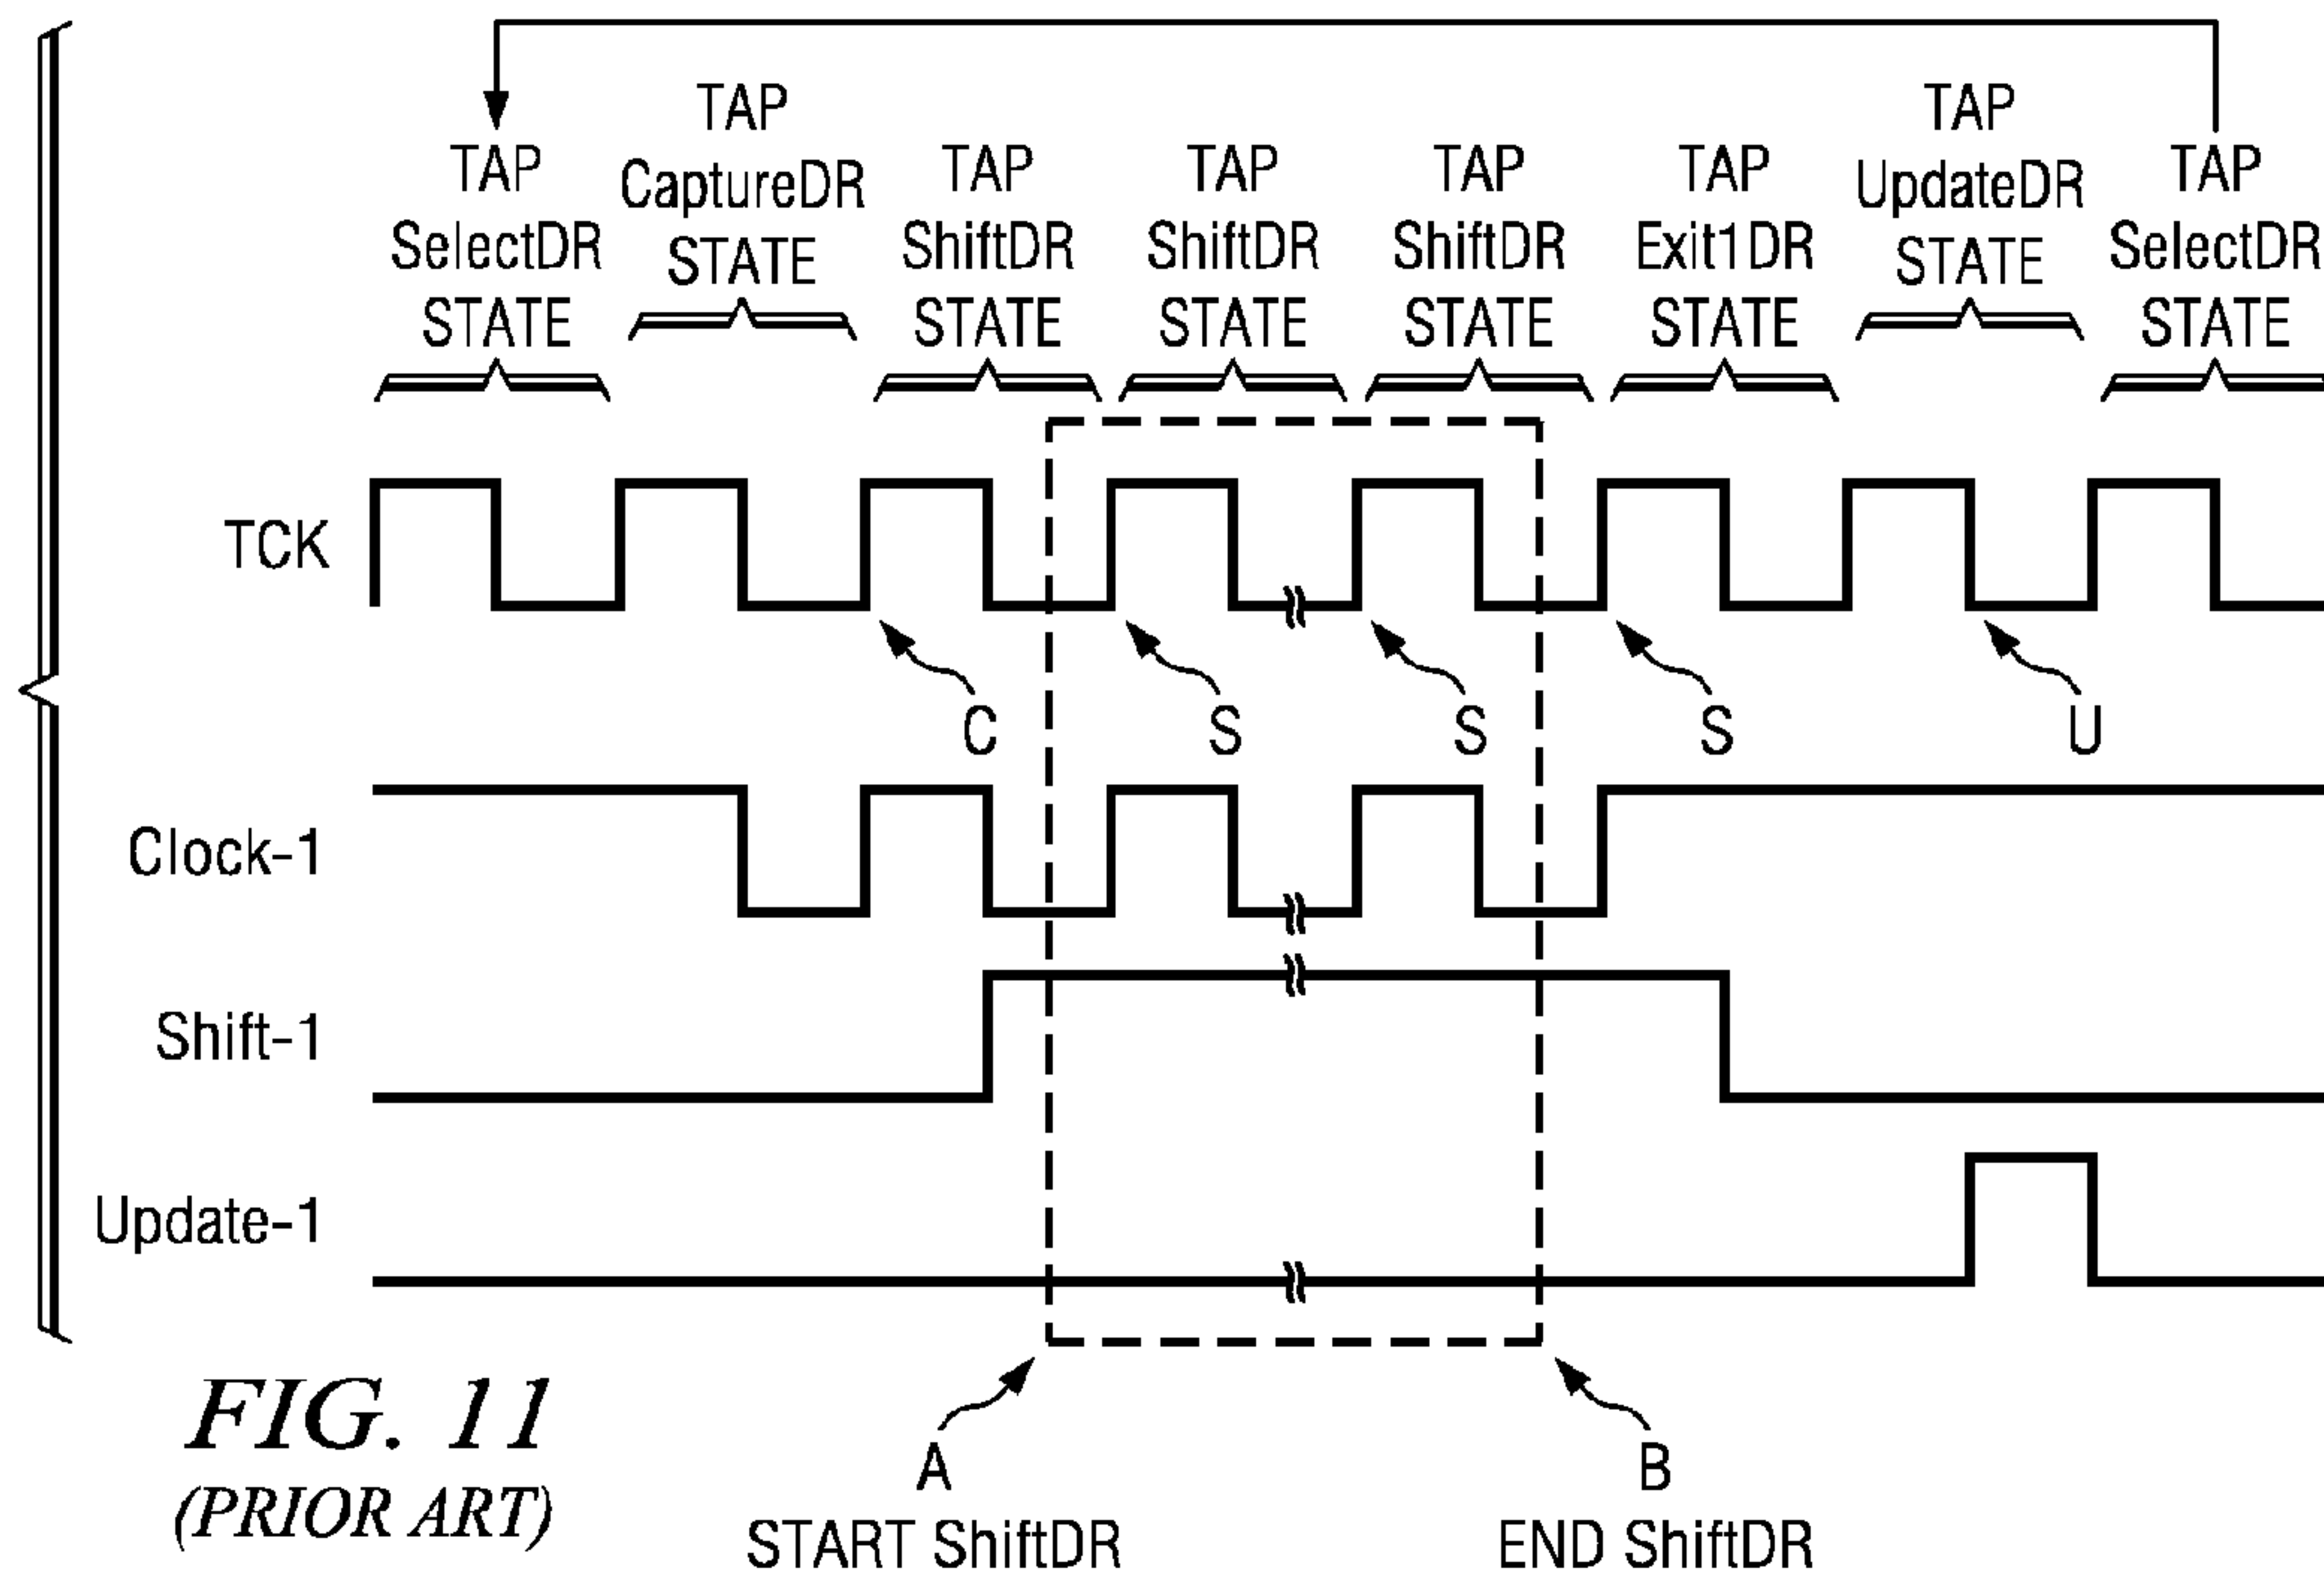 TAP
SelectDR
STATE
TAP
CaptureDR
STATE
TAP
ShiftDR
STATE
TAP
ShiftDR
STATE
TAP
ShiftDR
STATE
TAP
Exit1DR
STATE
TAP
UpdateDR
STATE
TAP
SelectDR
STATE
TCK
C
S
S
S
U
Clock-1
Shift-1
Update-1
A
START ShiftDR
B
END ShiftDR
FIG. 11
(PRIOR ART)